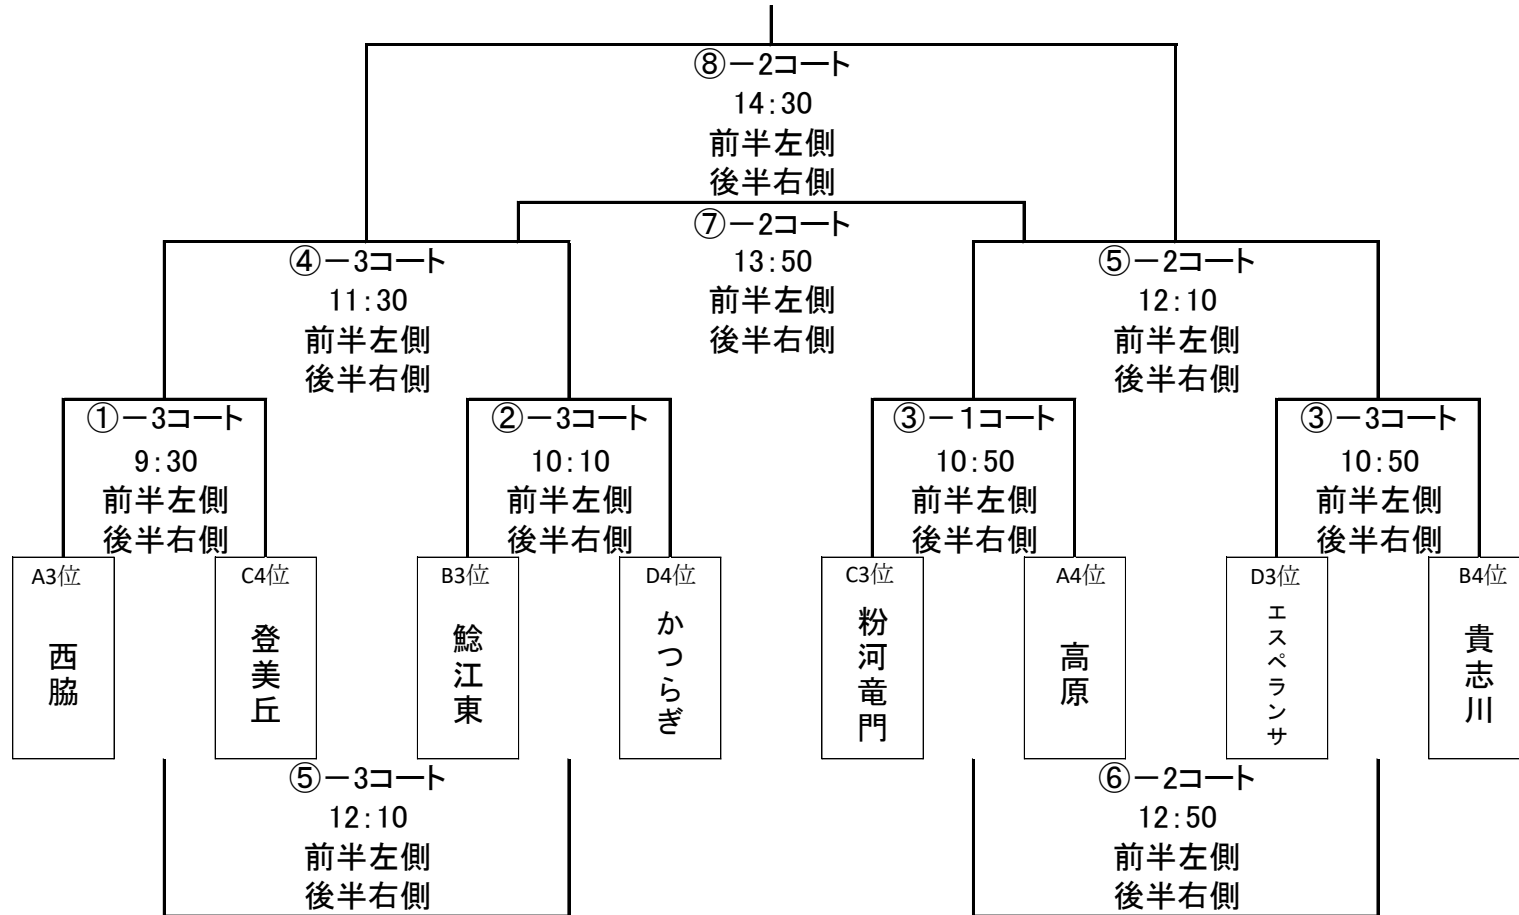 ⑧－2コート
14:30
前半左側
後半右側
⑦－2コート
13:50
前半左側
後半右側
④－3コート
11:30
前半左側
後半右側
⑤－2コート
12:10
前半左側
後半右側
①－3コート
9:30
前半左側
後半右側
②－3コート
10:10
前半左側
後半右側
③－1コート
10:50
前半左側
後半右側
③－3コート
10:50
前半左側
後半右側
A3位
西脇
C4位
登美丘
B3位
鯰江東
D4位
かつらぎ
C3位
粉河竜門
A4位
高原
D3位
エスペランサ
B4位
貴志川
⑤－3コート
12:10
前半左側
後半右側
⑥－2コート
12:50
前半左側
後半右側